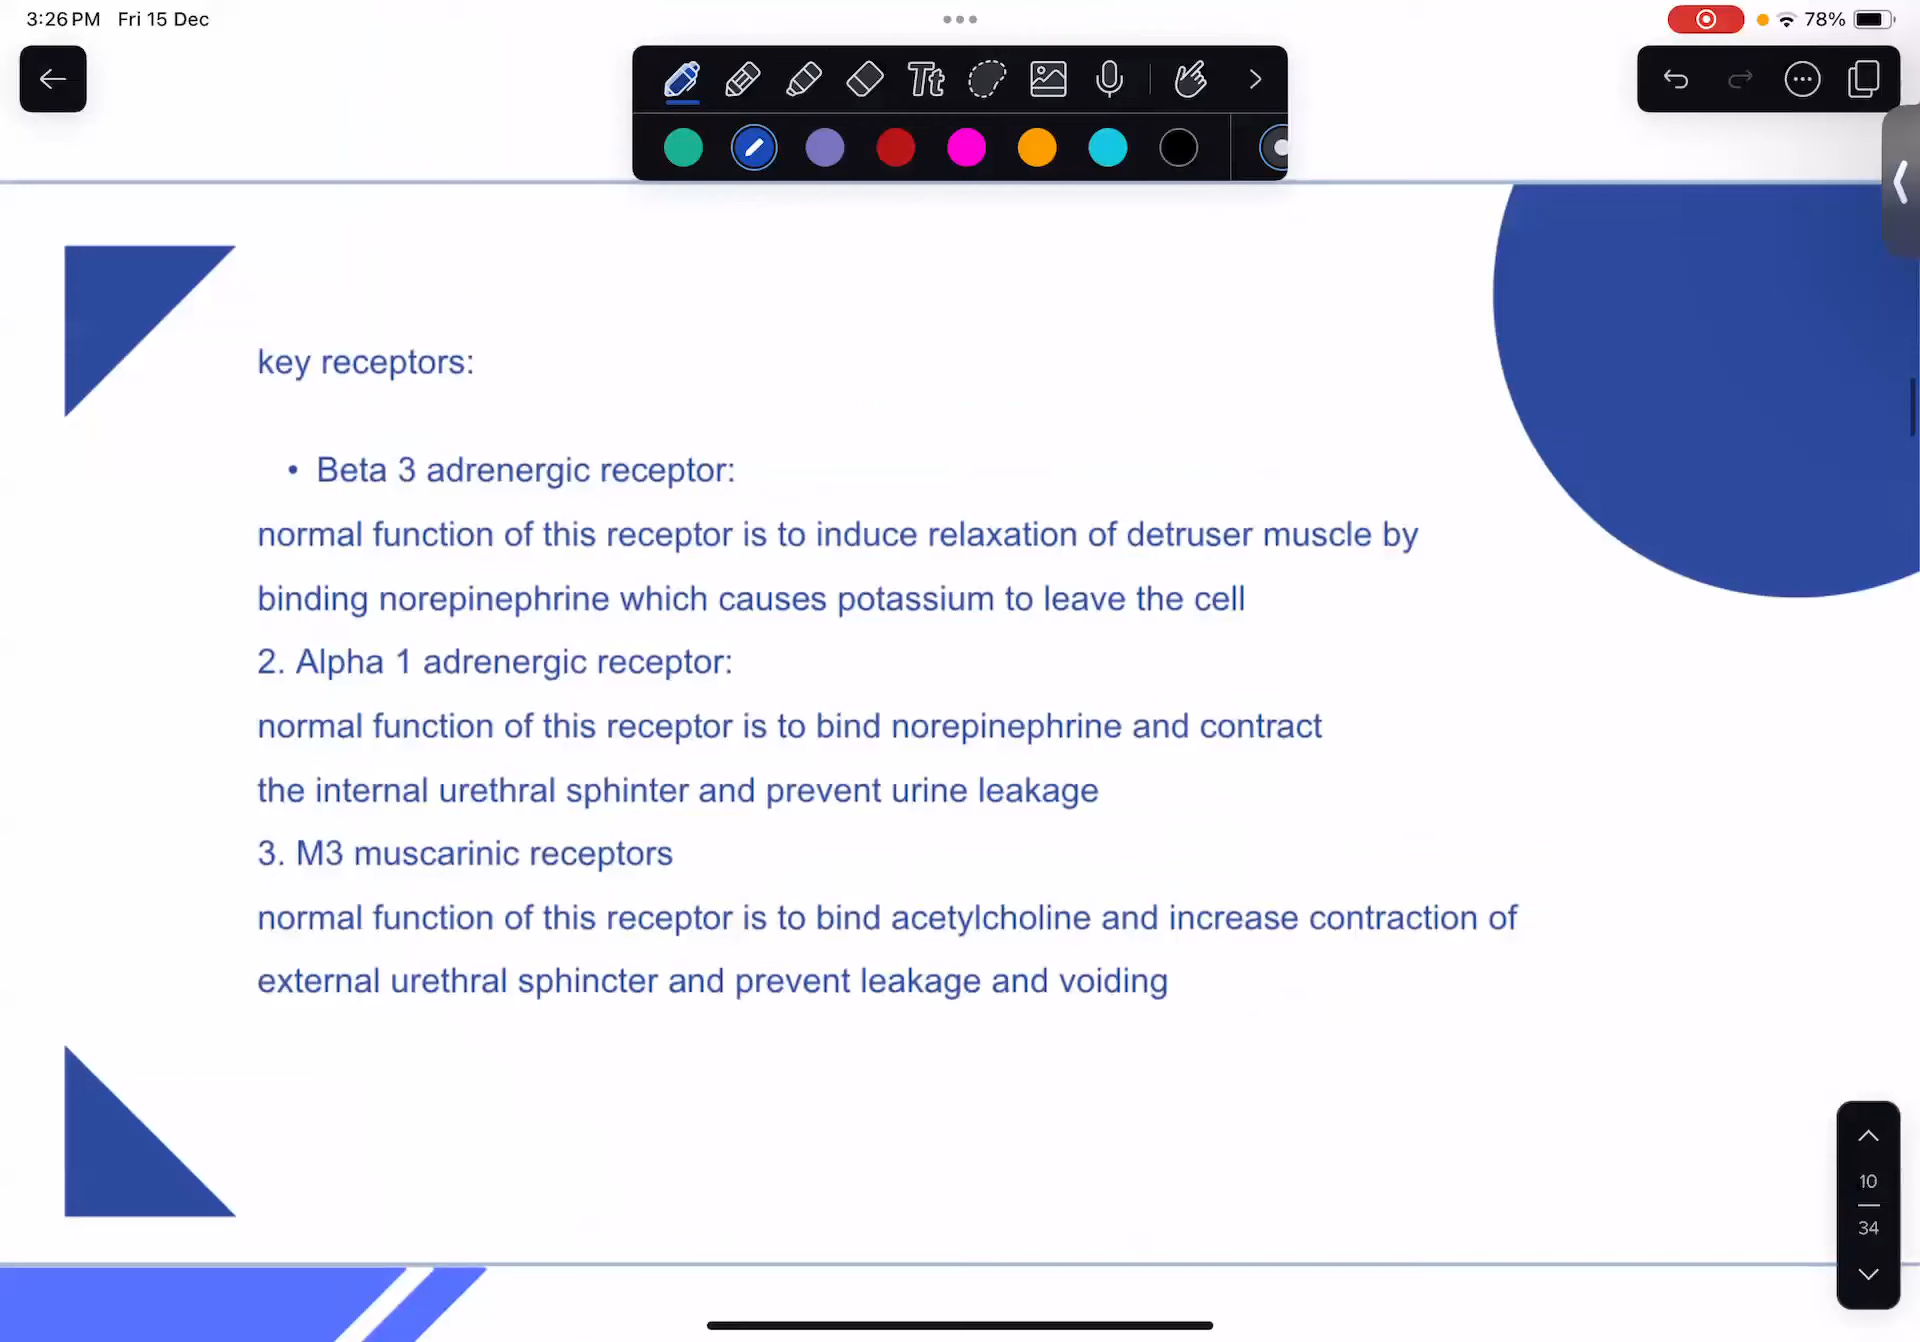 3:26 PM Fri 15 Dec
78%
Tt
key receptors:
• Beta 3 adrenergic receptor:
normal function of this receptor is to induce relaxation of detruser muscle by
binding norepinephrine which causes potassium to leave the cell
2. Alpha 1 adrenergic receptor:
normal function of this receptor is to bind norepinephrine and contract
the internal urethral sphinter and prevent urine leakage
3. M3 muscarinic receptors
normal function of this receptor is to bind acetylcholine and increase contraction of
external urethral sphincter and prevent leakage and voiding
10
34